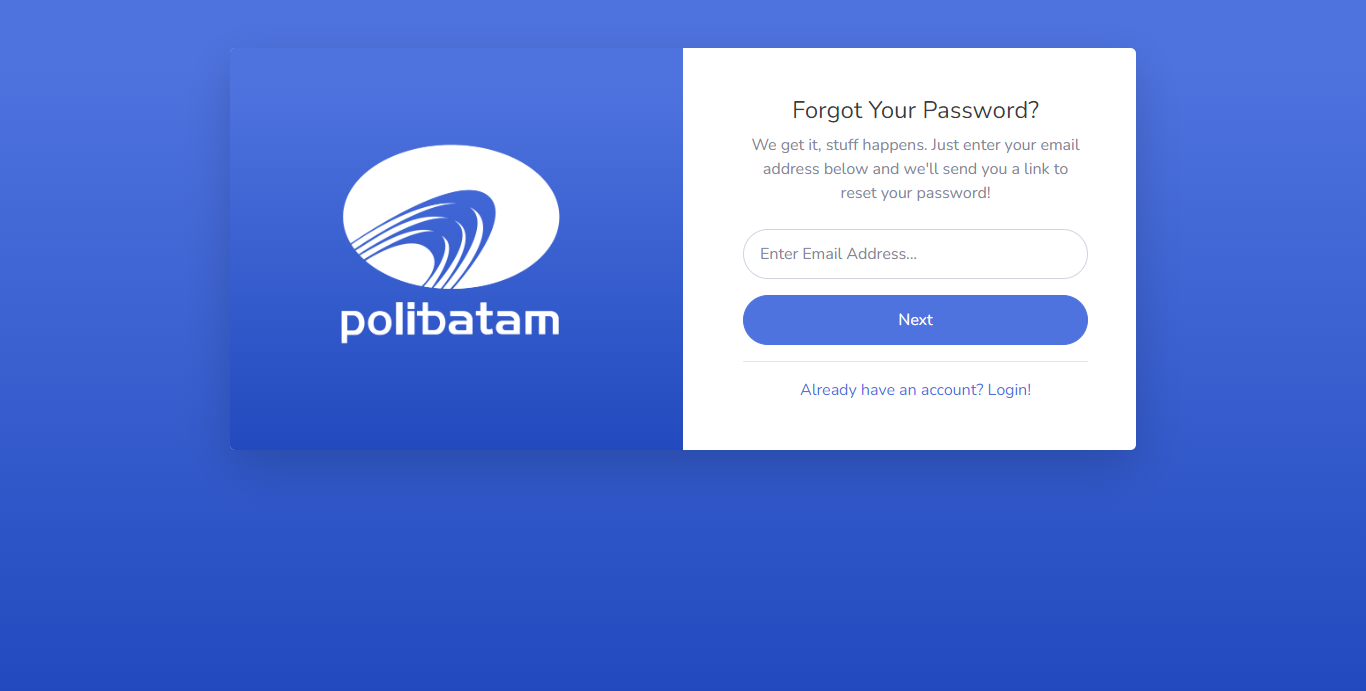 polibatam
Forgot Your Password?
We get it, stuff happens. Just enter your email
address below and we'll send you a link to
reset your password!
Enter Email Address...
Next
Already have an account? Login!